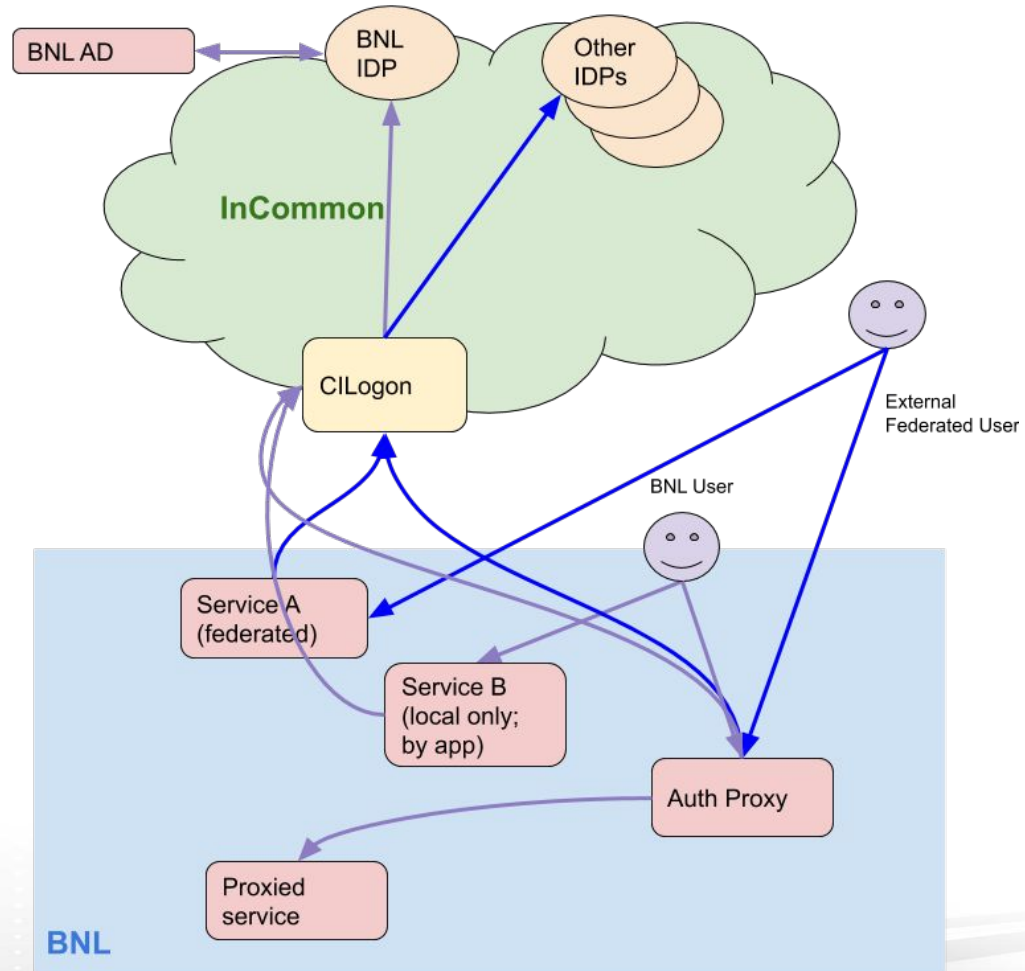 BNL AD
BNL
IDP
Other
IDPs
InCommon
CILogon
External
Federated User
BNL User
Service A
(federated)
Service B
(local only;
by app)
Auth Proxy
Proxied
service
BNL